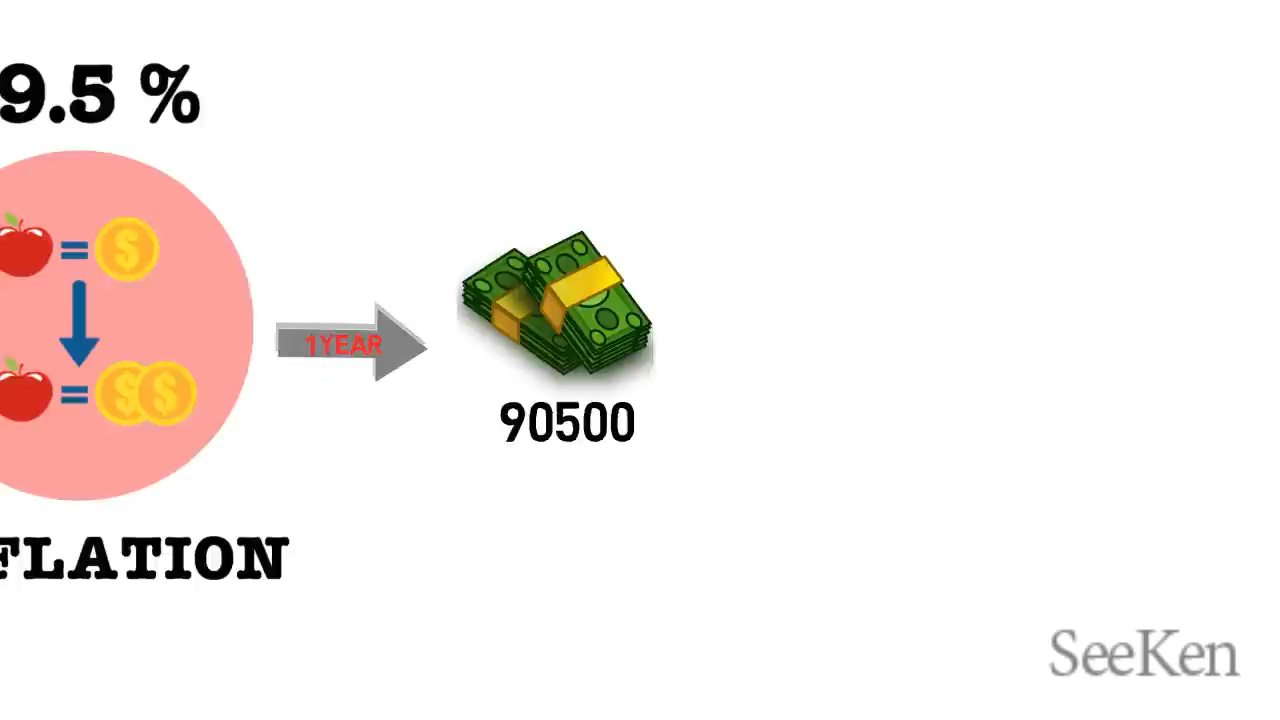 9.5 %
= $
1YEAR
= $ $
90500
FLATION
SeeKen